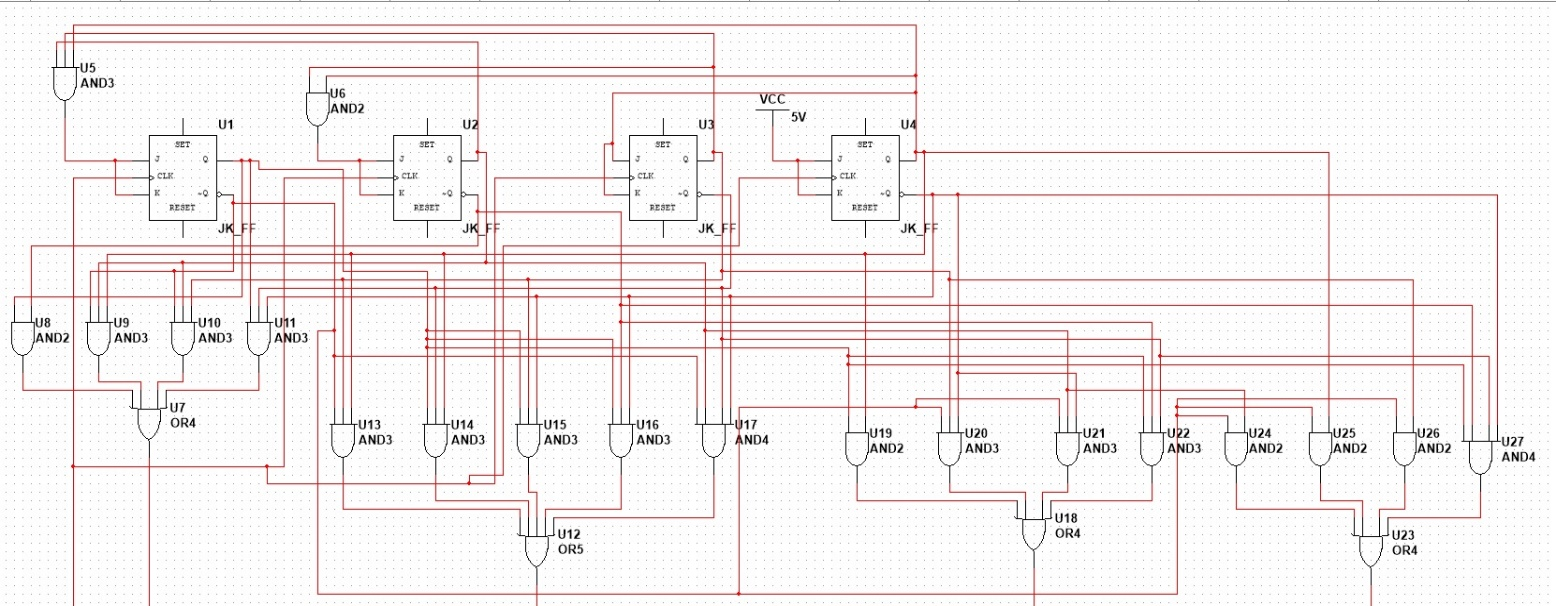 U5
AND3
U6
AND2
VCC
5V
U1
SET
J Q
CLK
K ~Q
RESET
JK_FF
U2
SET
J Q
CLK
K ~Q
RESET
JK_FF
U3
SET
J Q
CLK
K ~Q
RESET
JK_FF
U4
SET
J Q
CLK
K ~Q
RESET
JK_FF
U8
AND2
U9
AND3
U10
AND3
U11
AND3
U7
OR4
U13
AND3
U14
AND3
U15
AND3
U16
AND3
U17
AND4
U12
OR5
U19
AND2
U20
AND3
U21
AND3
U22
AND3
U18
OR4
U24
AND2
U25
AND2
U26
AND2
U27
AND4
U23
OR4